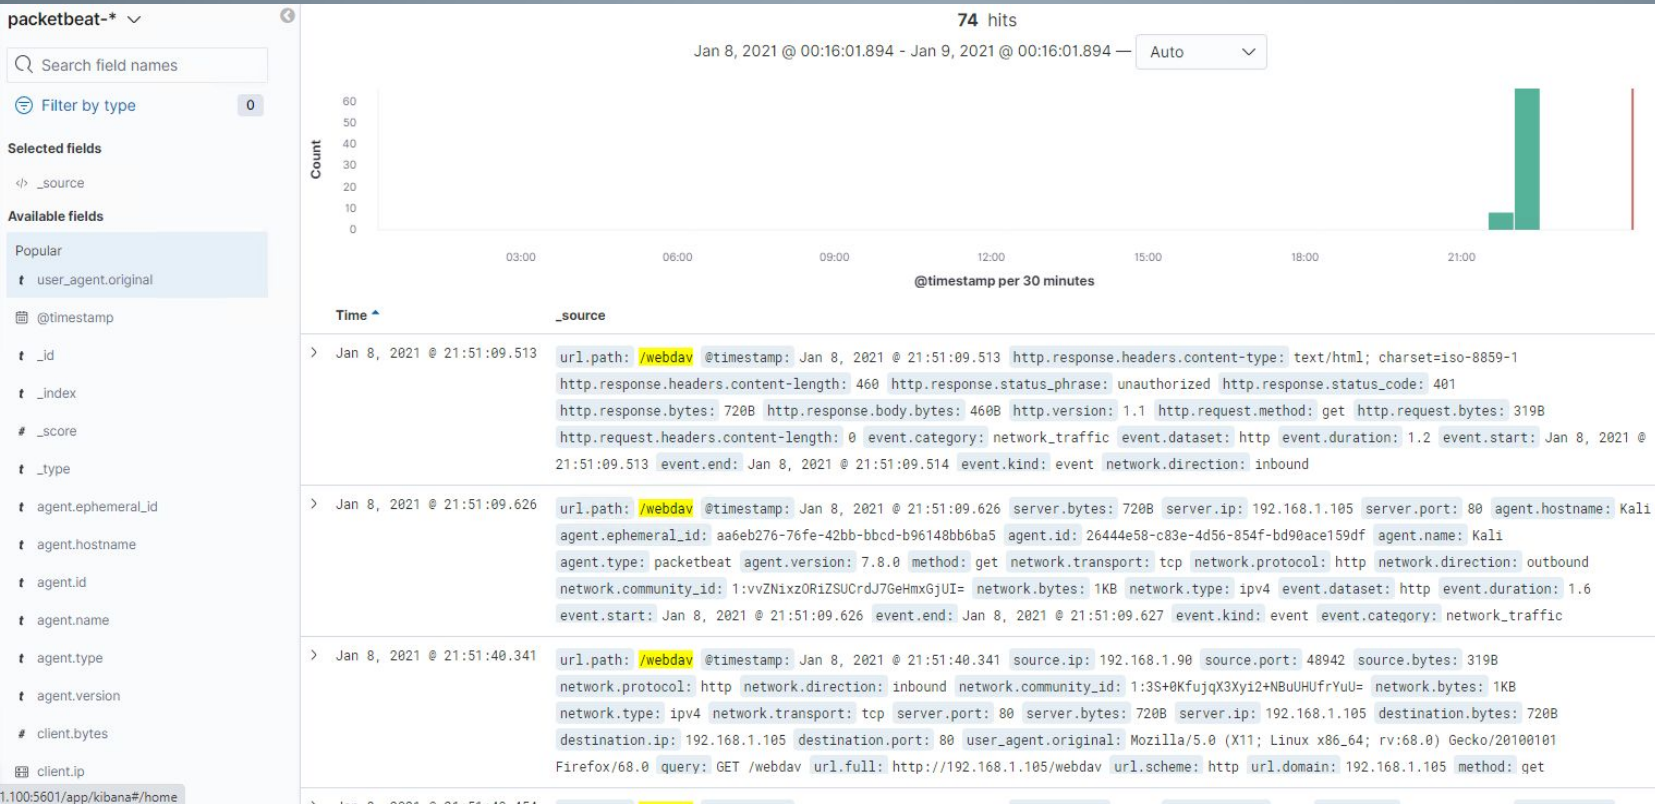 packetbeat-*
Search field names
Filter by type 0
Selected fields
</> _source
Available fields
Popular
t user_agent.original
@timestamp
t _id
t _index
# _score
t _type
t agent.ephemeral_id
t agent.hostname
t agent.id
t agent.name
t agent.type
t agent.version
# client.bytes
client.ip
1.100:5601/app/kibana#/home
74 hits
Jan 8, 2021 @ 00:16:01.894 - Jan 9, 2021 @ 00:16:01.894 — Auto
60
50
40
30
20
10
0
Count
03:00 06:00 09:00 12:00 15:00 18:00 21:00
@timestamp per 30 minutes
Time _source
Jan 8, 2021 @ 21:51:09.513 url.path: /webdav @timestamp: Jan 8, 2021 @ 21:51:09.513 http.response.headers.content-type: text/html; charset=iso-8859-1
http.response.headers.content-length: 460 http.response.status_phrase: unauthorized http.response.status_code: 401
http.response.bytes: 720B http.response.body.bytes: 460B http.version: 1.1 http.request.method: get http.request.bytes: 319B
http.request.headers.content-length: 0 event.category: network_traffic event.dataset: http event.duration: 1.2 event.start: Jan 8, 2021 @
21:51:09.513 event.end: Jan 8, 2021 @ 21:51:09.514 event.kind: event network.direction: inbound
Jan 8, 2021 @ 21:51:09.626 url.path: /webdav @timestamp: Jan 8, 2021 @ 21:51:09.626 server.bytes: 720B server.ip: 192.168.1.105 server.port: 80 agent.hostname: Kali
agent.ephemeral_id: aa6eb276-76fe-42bb-bbcd-b96148bb6ba5 agent.id: 26444e58-c83e-4d56-854f-bd90ace159df agent.name: Kali
agent.type: packetbeat agent.version: 7.8.0 method: get network.transport: tcp network.protocol: http network.direction: outbound
network.community_id: 1:vvZNixzORiZSUCrdJ7GeHmxGjUI= network.bytes: 1KB network.type: ipv4 event.dataset: http event.duration: 1.6
event.start: Jan 8, 2021 @ 21:51:09.626 event.end: Jan 8, 2021 @ 21:51:09.627 event.kind: event event.category: network_traffic
Jan 8, 2021 @ 21:51:40.341 url.path: /webdav @timestamp: Jan 8, 2021 @ 21:51:40.341 source.ip: 192.168.1.90 source.port: 48942 source.bytes: 319B
network.protocol: http network.direction: inbound network.community_id: 1:3S+0KfujqX3Xyi2+NBuUHUfrYuU= network.bytes: 1KB
network.type: ipv4 network.transport: tcp server.port: 80 server.bytes: 720B server.ip: 192.168.1.105 destination.bytes: 720B
destination.ip: 192.168.1.105 destination.port: 80 user_agent.original: Mozilla/5.0 (X11; Linux x86_64; rv:68.0) Gecko/20100101
Firefox/68.0 query: GET /webdav url.full: http://192.168.1.105/webdav url.scheme: http url.domain: 192.168.1.105 method: get